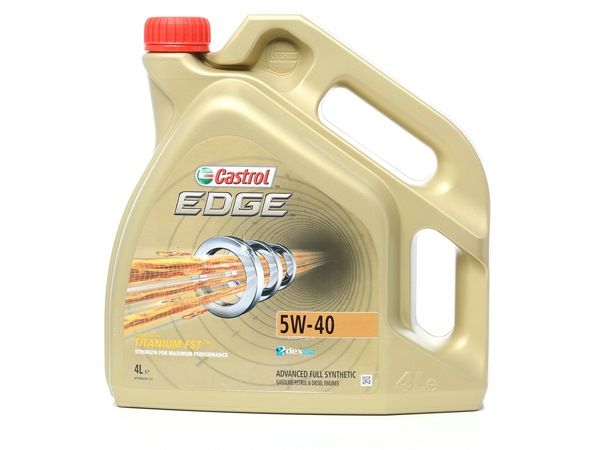 Castrol
EDGE
5W-40
dexos
TITANIUM FST™
STRENGTH FOR MAXIMUM PERFORMANCE
4L e
ADVANCED FULL SYNTHETIC
GASOLINE/PETROL & DIESEL ENGINES
4Le